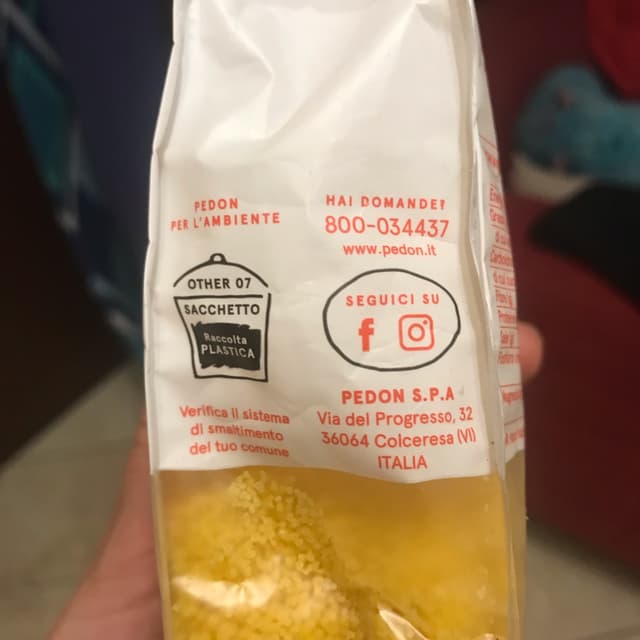 PEDON
PER L'AMBIENTE
OTHER 07
SACCHETTO
Raccolta
PLASTICA
Verifica il sistema
di smaltimento
del tuo comune
HAI DOMANDE?
800-034437
www.pedon.it
SEGUICI SU
PEDON S.P.A
Via del Progresso, 32
36064 Colceresa (VI)
ITALIA